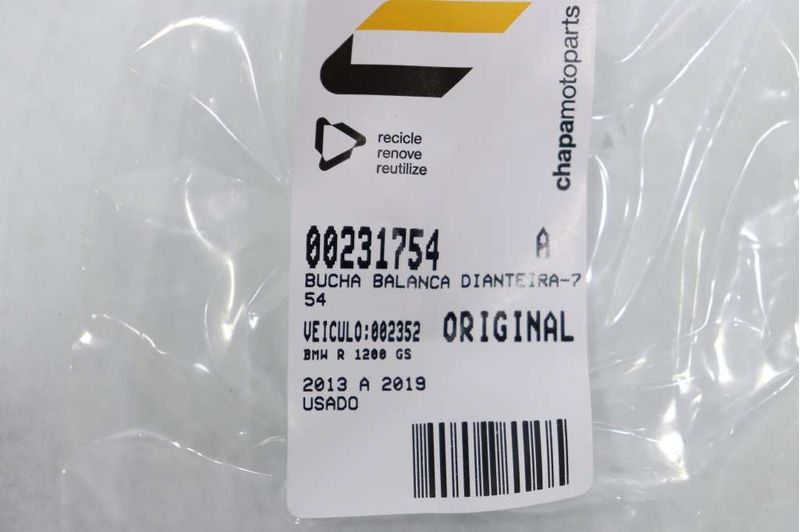 chapamotoparts
recicle
renove
reutilize
00231754 A
BUCHA BALANCA DIANTEIRA-7
54
VEICULO:002352 ORIGINAL
BMW R 1200 GS
2013 A 2019
USADO